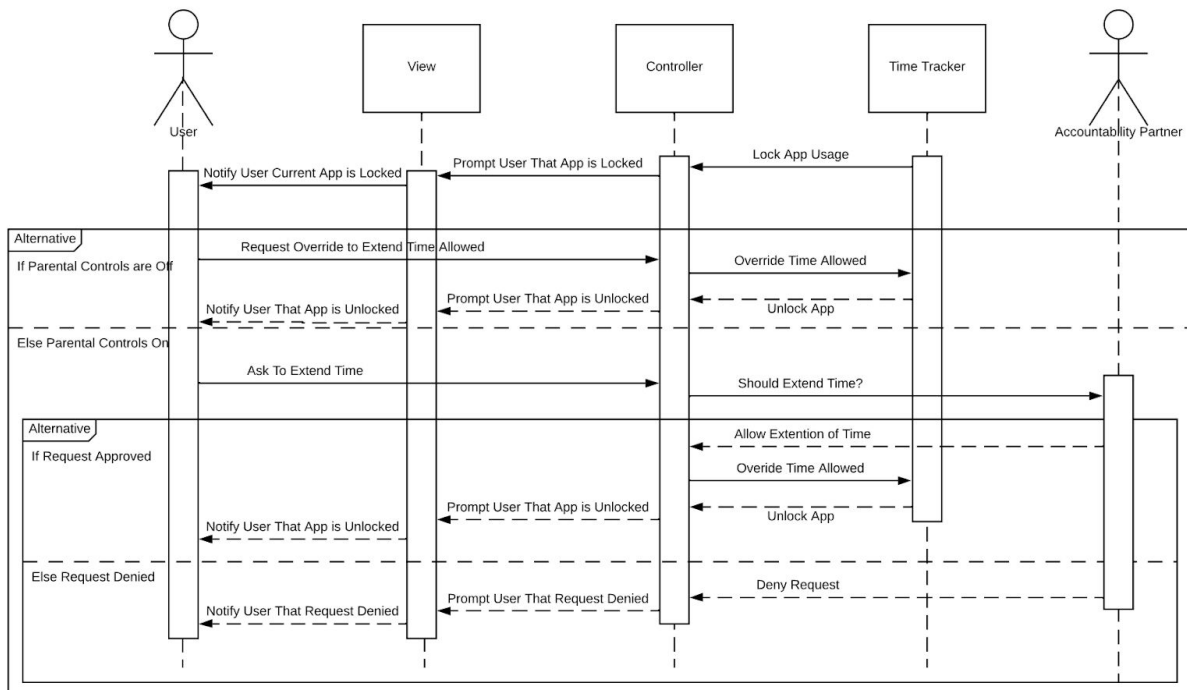 View
Controller
Time Tracker
User
Accountability Partner
Lock App Usage
Prompt User That App is Locked
Notify User Current App is Locked
Alternative
Request Override to Extend Time Allowed
If Parental Controls are Off
Override Time Allowed
Prompt User That App is Unlocked
Notify User That App is Unlocked
Unlock App
Else Parental Controls On
Ask To Extend Time
Should Extend Time?
Alternative
Allow Extention of Time
If Request Approved
Overide Time Allowed
Prompt User That App is Unlocked
Unlock App
Notify User That App is Unlocked
Else Request Denied
Deny Request
Prompt User That Request Denied
Notify User That Request Denied